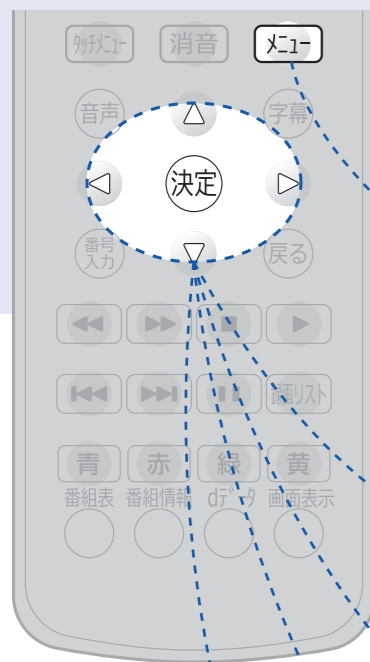 ﾀｯﾁﾒﾆｭｰ 消音 ﾒﾆｭｰ
音声 字幕
決定
番号 戻る
入力
録画リスト
青 赤 緑 黄
番組表 番組情報 dデータ 画面表示